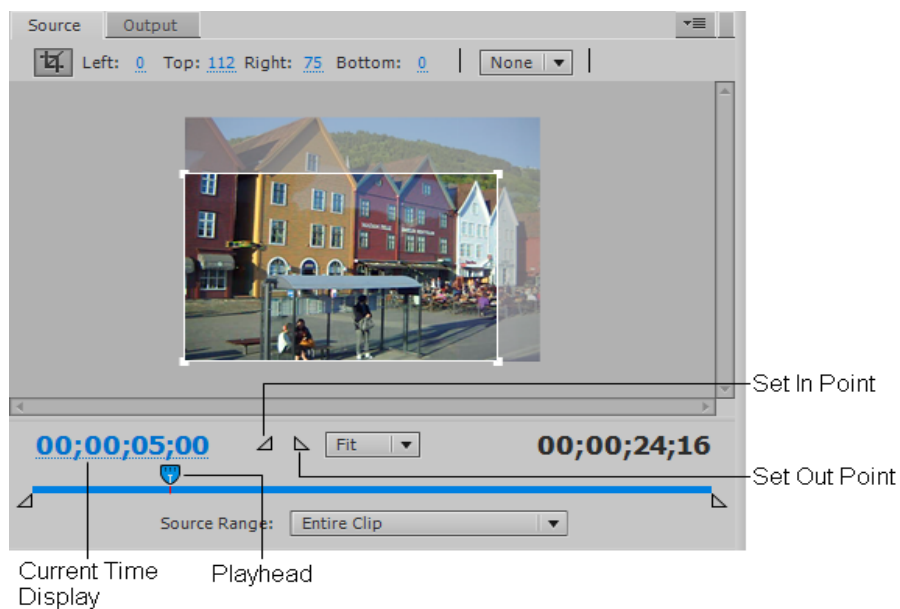 Source Output
Left: 0 Top: 112 Right: 75 Bottom: 0 None
Set In Point
00;00;05;00 Fit 00;00;24;16
Set Out Point
Source Range: Entire Clip
Current Time
Display
Playhead